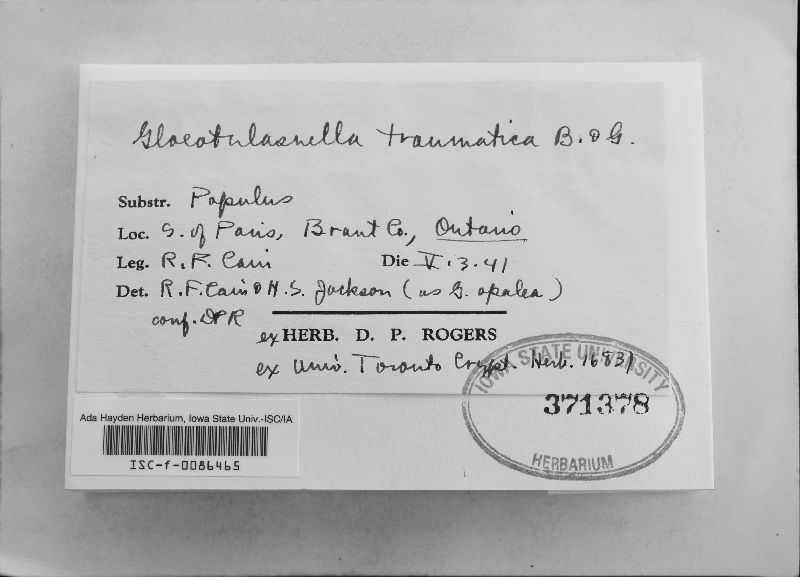 Gloeotulasnella traumatica B. & G.
Substr. Populus
Loc. S. of Paris, Brant Co., Ontario
Leg. R. F. Cain Die V. 3. 41
Det. R. F. Cain & H. S. Jackson (as G. opalea)
conf. DPR
ex HERB. D. P. ROGERS
ex Univ. Toronto Crypt. Herb. 16831
IOWA STATE UNIVERSITY
371378
HERBARIUM
Ada Hayden Herbarium, Iowa State Univ.-ISC/IA
ISC-f-0086465